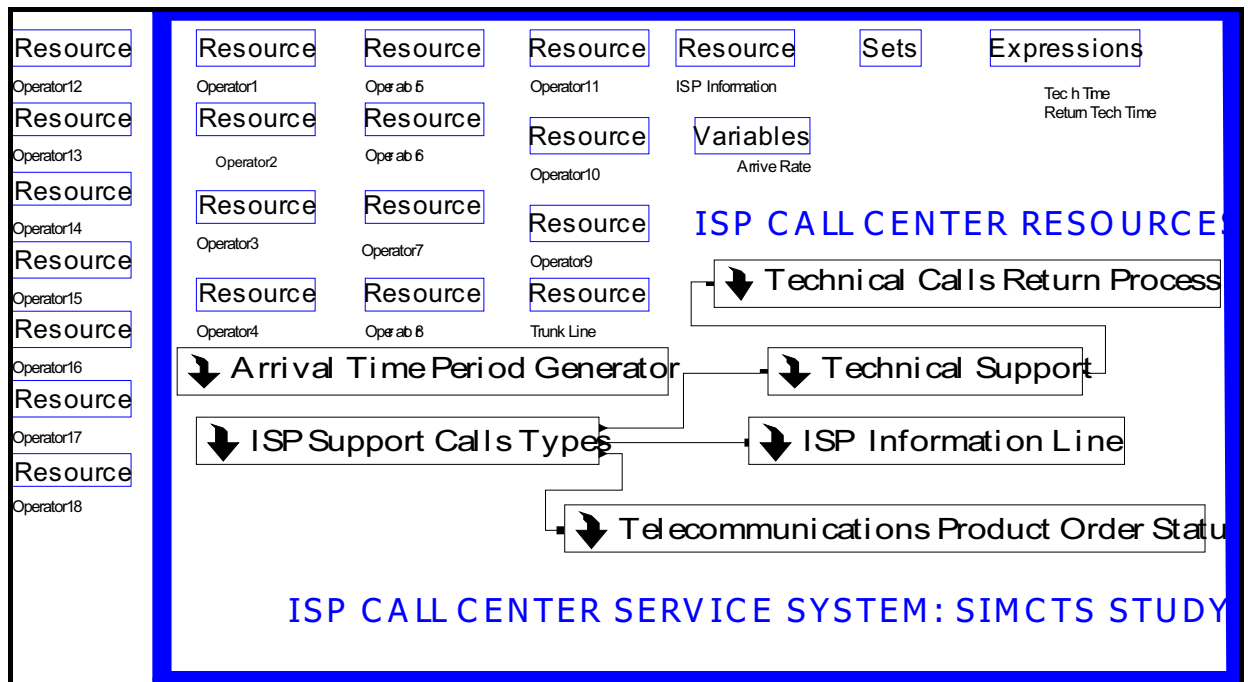 Resource
Operator12
Resource
Operator13
Resource
Operator14
Resource
Operator15
Resource
Operator16
Resource
Operator17
Resource
Operator18
Resource Resource Resource Resource Sets Expressions
Operator1 Operator5 Operator11 ISP Information
Tech Time
Return Tech Time
Resource Resource Resource Variables
Operator2 Operator6 Operator10 Arrive Rate
Resource Resource Resource
Operator3 Operator7 Operator9
ISP CALL CENTER RESOURCES
Resource Resource Resource
Operator4 Operator8 Trunk Line
Technical Calls Return Process
Arrival Time Period Generator
Technical Support
ISP Support Calls Types
ISP Information Line
Telecommunications Product Order Statu
ISP CALL CENTER SERVICE SYSTEM: SIMCTS STUDY